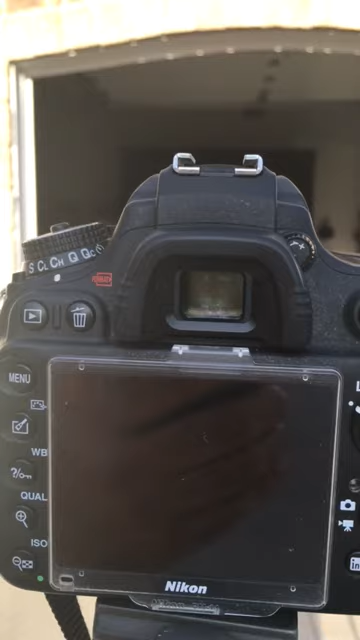 S CL CH Q Qc
MENU
WB
?/
QUAL
ISO
Nikon